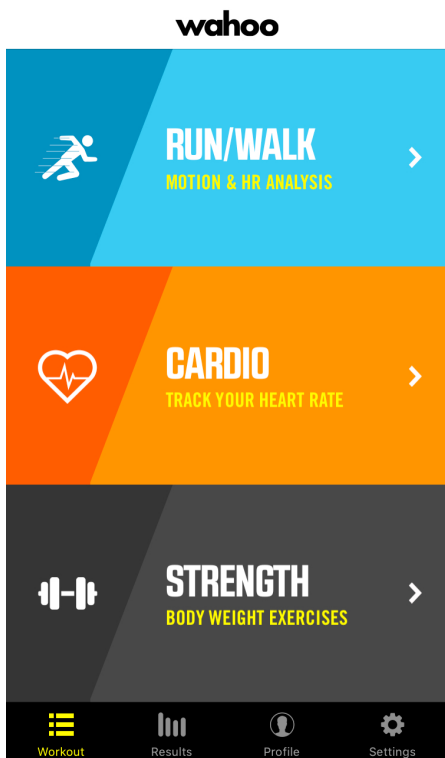 wahoo
RUN/WALK
MOTION & HR ANALYSIS
CARDIO
TRACK YOUR HEART RATE
STRENGTH
BODY WEIGHT EXERCISES
Workout Results Profile Settings